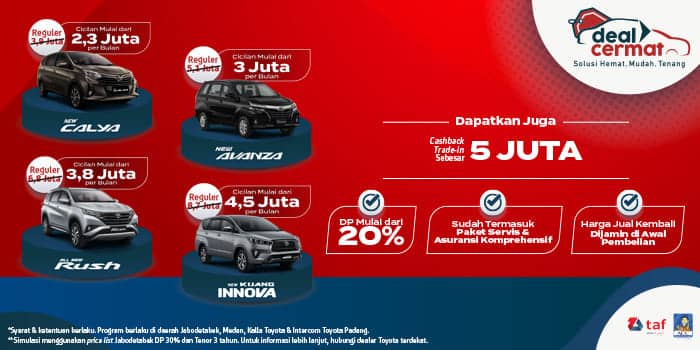 Reguler
3,9 Juta
Cicilan Mulai dari
2,3 Juta
per Bulan
NEW
CALYA
Reguler
5,1 Juta
Cicilan Mulai dari
3 Juta
per Bulan
NEW
AVANZA
Reguler
5,8 Juta
Cicilan Mulai dari
3,8 Juta
per Bulan
ALL NEW
Rush
Reguler
8,7 Juta
Cicilan Mulai dari
4,5 Juta
per Bulan
NEW KIJANG
INNOVA
deal
cermat
Solusi Hemat, Mudah, Tenang
Dapatkan Juga
Cashback
Trade-in
Sebesar
5 JUTA
DP Mulai dari
20%
Sudah Termasuk
Paket Servis &
Asuransi Komprehensif
Harga Jual Kembali
Dijamin di Awal
Pembelian
*Syarat & ketentuan berlaku. Program berlaku di daerah Jabodetabek, Medan, Kalla Toyota & Intercom Toyota Padang.
**Simulasi menggunakan price list Jabodetabek DP 30% dan Tenor 3 tahun. Untuk informasi lebih lanjut, hubungi dealer Toyota terdekat.
taf
ACC